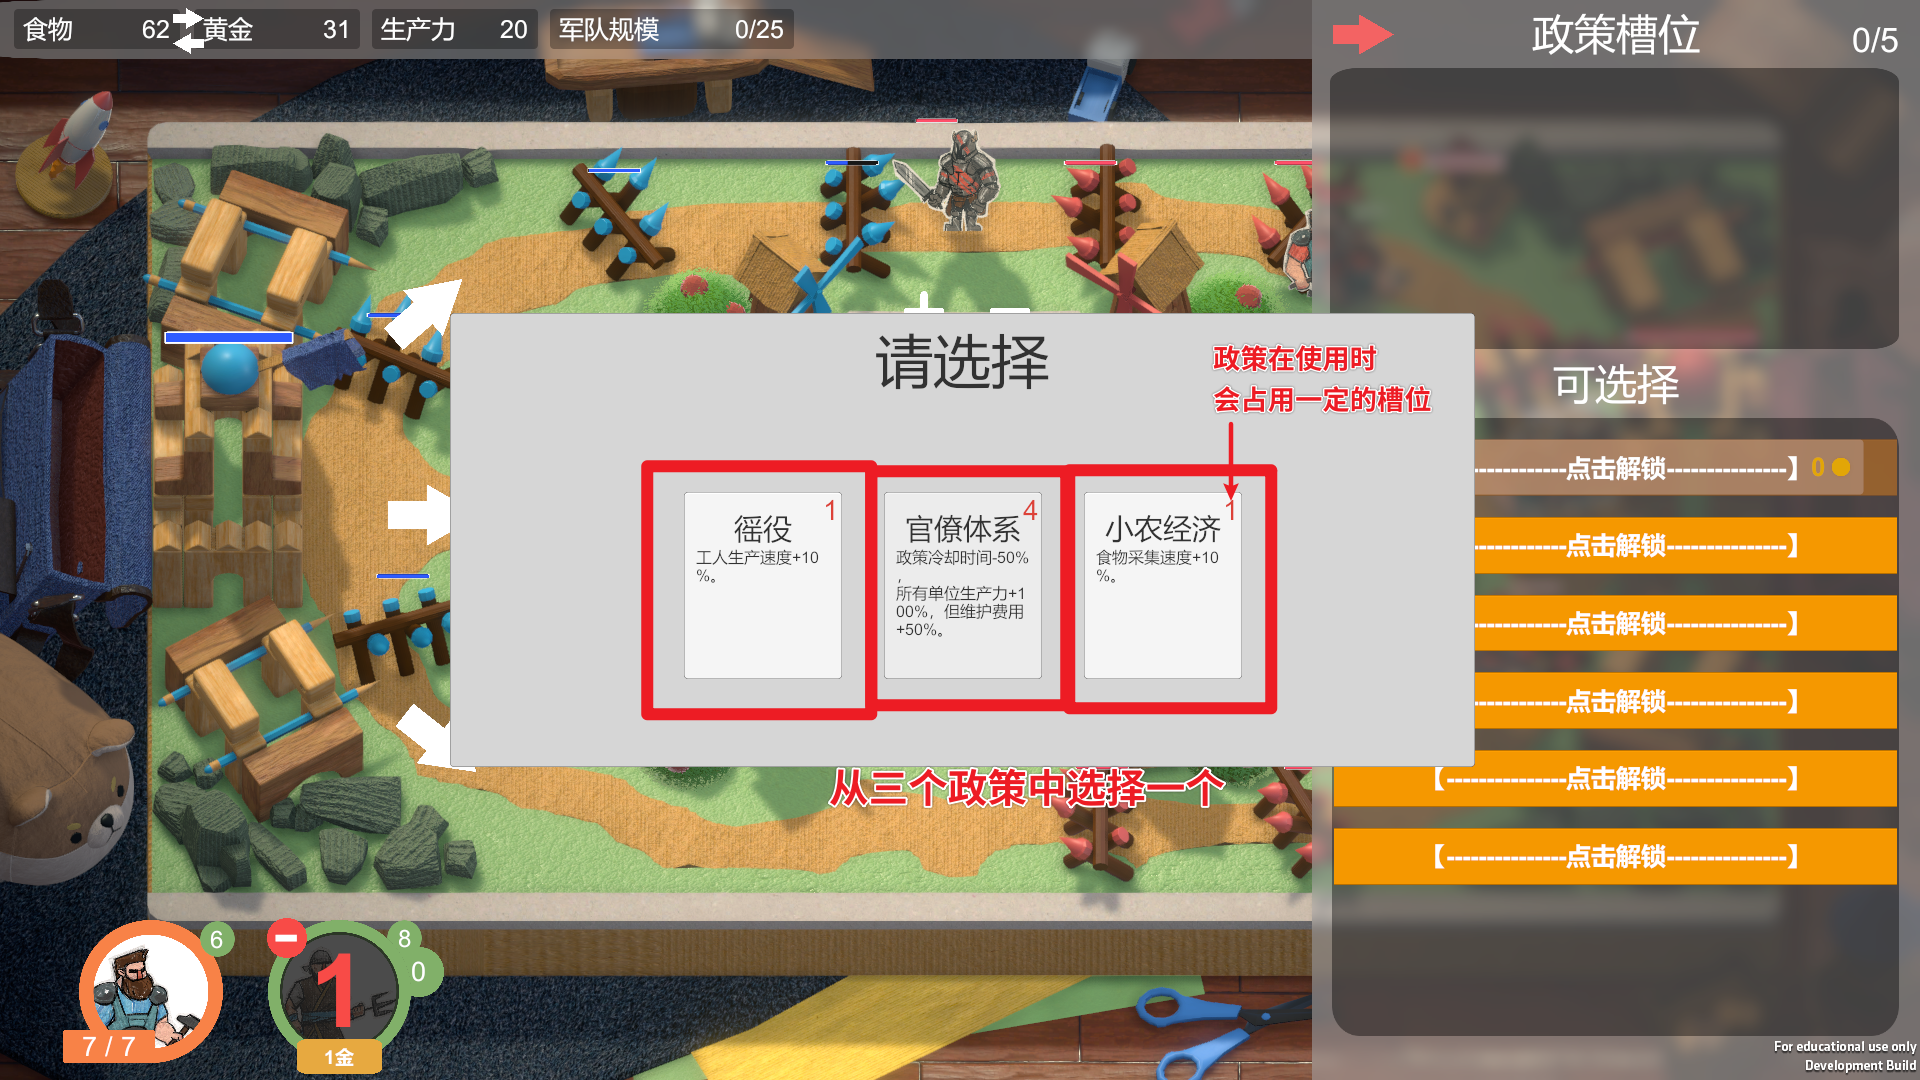 食物 62
黄金 31
生产力 20
军队规模 0/25
政策槽位 0/5
请选择
政策在使用时
会占用一定的槽位
徭役 1
工人生产速度+10
%。
官僚体系 4
政策冷却时间-50%
，
所有单位生产力+1
00%，但维护费用
+50%。
小农经济 1
食物采集速度+10
%。
从三个政策中选择一个
可选择
--------------点击解锁--------------】 0
--------------点击解锁--------------】
--------------点击解锁--------------】
--------------点击解锁--------------】
【--------------点击解锁--------------】
【--------------点击解锁--------------】
6
7 / 7
8
0
1
1金
For educational use only
Development Build